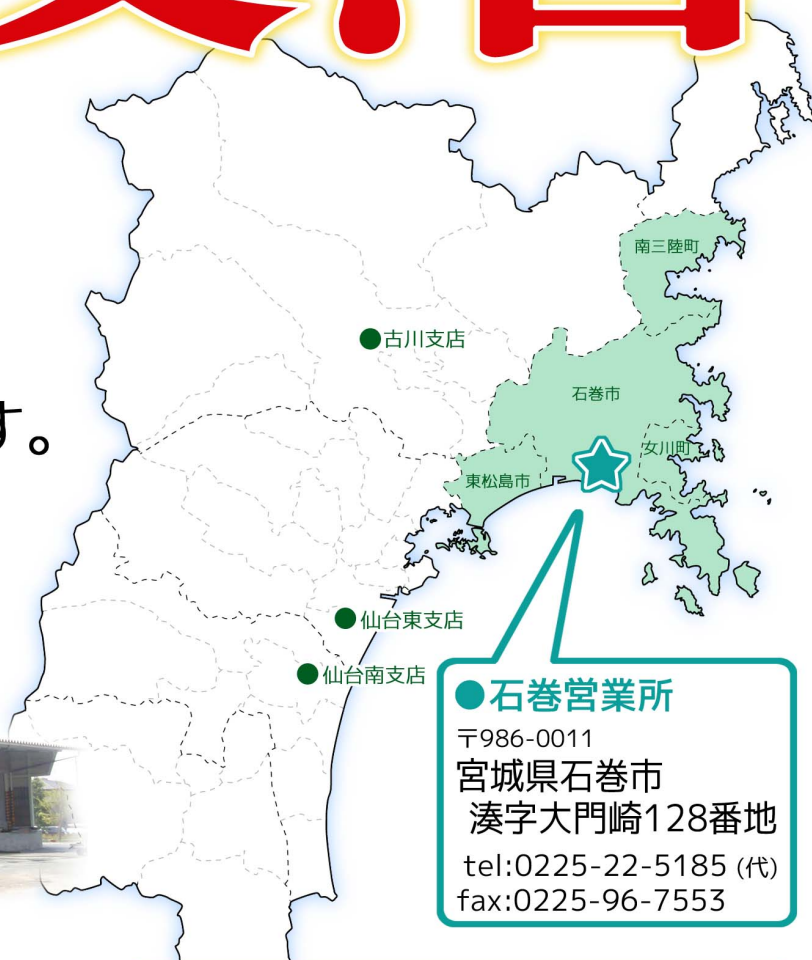 南三陸町
●古川支店
石巻市
す。
女川町
東松島市
●仙台東支店
●仙台南支店
●石巻営業所
〒986-0011
宮城県石巻市
湊字大門崎128番地
tel:0225-22-5185 (代)
fax:0225-96-7553